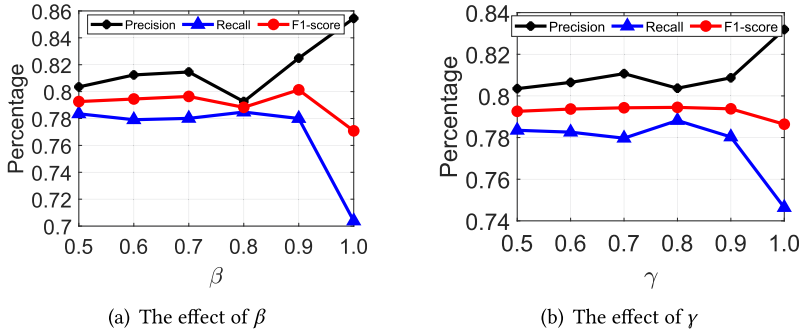 Precision Recall F1-score
0.86
0.84
0.82
0.8
0.78
0.76
0.74
0.72
0.7
Percentage
0.5 0.6 0.7 0.8 0.9 1.0
β
(a) The effect of β
Precision Recall F1-score
0.84
0.82
0.8
0.78
0.76
0.74
Percentage
0.5 0.6 0.7 0.8 0.9 1.0
γ
(b) The effect of γ